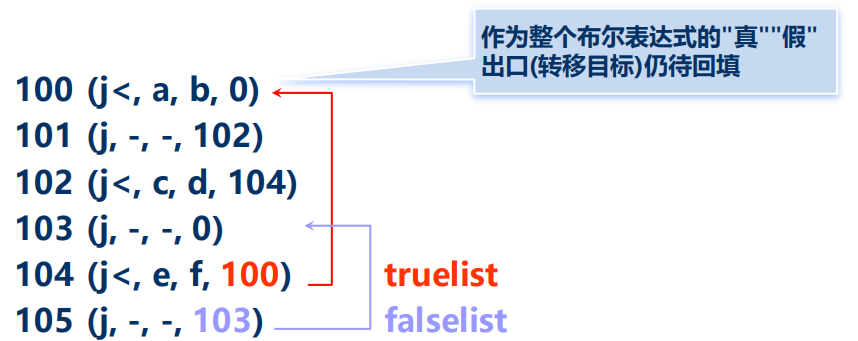 作为整个布尔表达式的"真""假"
出口(转移目标)仍待回填
100 (j<, a, b, 0)
101 (j, -, -, 102)
102 (j<, c, d, 104)
103 (j, -, -, 0)
104 (j<, e, f, 100) truelist
105 (j, -, -, 103) falselist